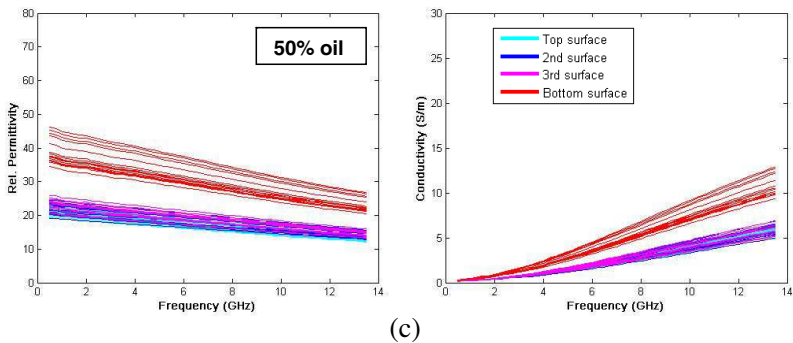 50% oil
80
70
60
50
40
30
20
10
0
Rel. Permittivity
0 2 4 6 8 10 12 14
Frequency (GHz)
S/30
25
20
15
10
5
0
Conductivity (S/m)
Top surface
2nd surface
3rd surface
Bottom surface
0 2 4 6 8 10 12 14
Frequency (GHz)
(c)